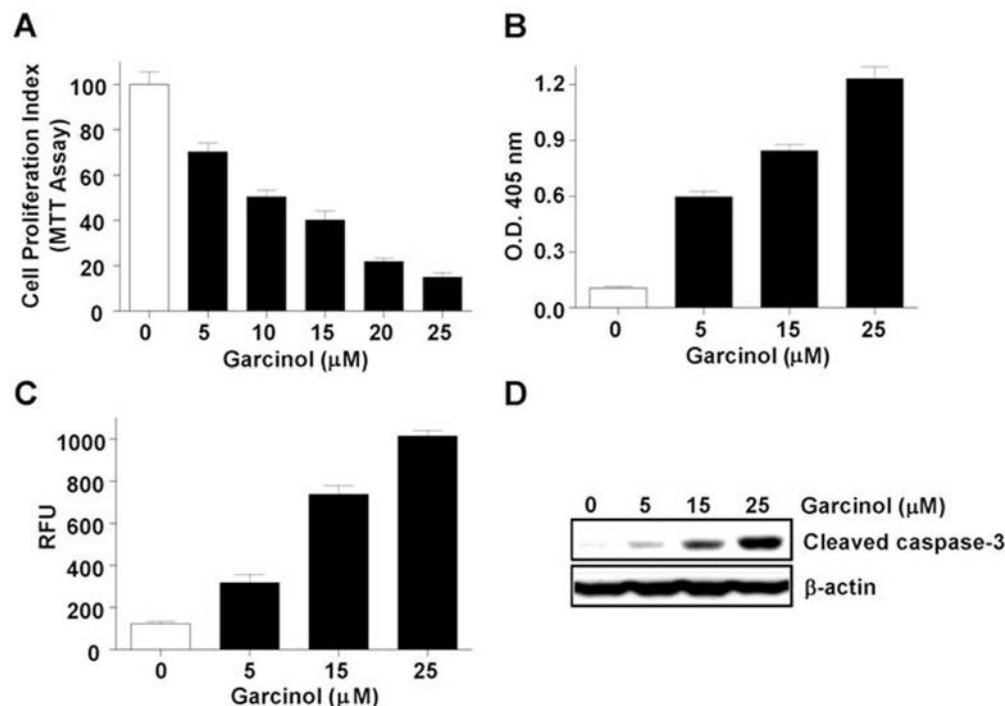 A
Cell Proliferation Index
(MTT Assay)
100
80
60
40
20
0
0 5 10 15 20 25
Garcinol (µM)
B
O.D. 405 nm
1.2
0.9
0.6
0.3
0.0
0 5 15 25
Garcinol (µM)
C
RFU
1000
800
600
400
200
0
0 5 15 25
Garcinol (µM)
D
0 5 15 25 Garcinol (µM)
Cleaved caspase-3
β-actin